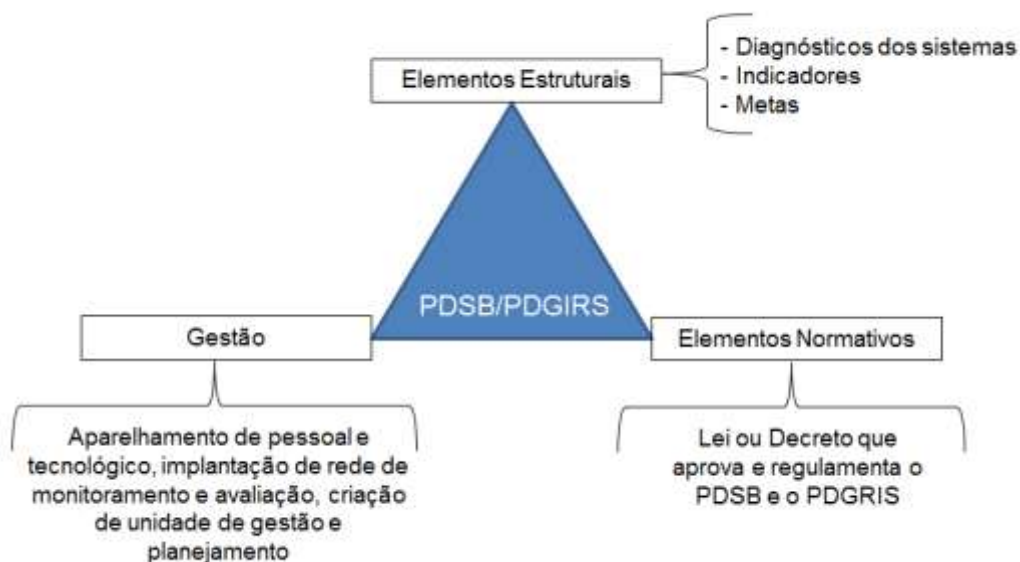 Elementos Estruturais
- Diagnósticos dos sistemas
- Indicadores
- Metas
PDSB/PDGIRS
Gestão
Elementos Normativos
Aparelhamento de pessoal e
tecnológico, implantação de rede de
monitoramento e avaliação, criação
de unidade de gestão e
planejamento
Lei ou Decreto que
aprova e regulamenta o
PDSB e o PDGRIS